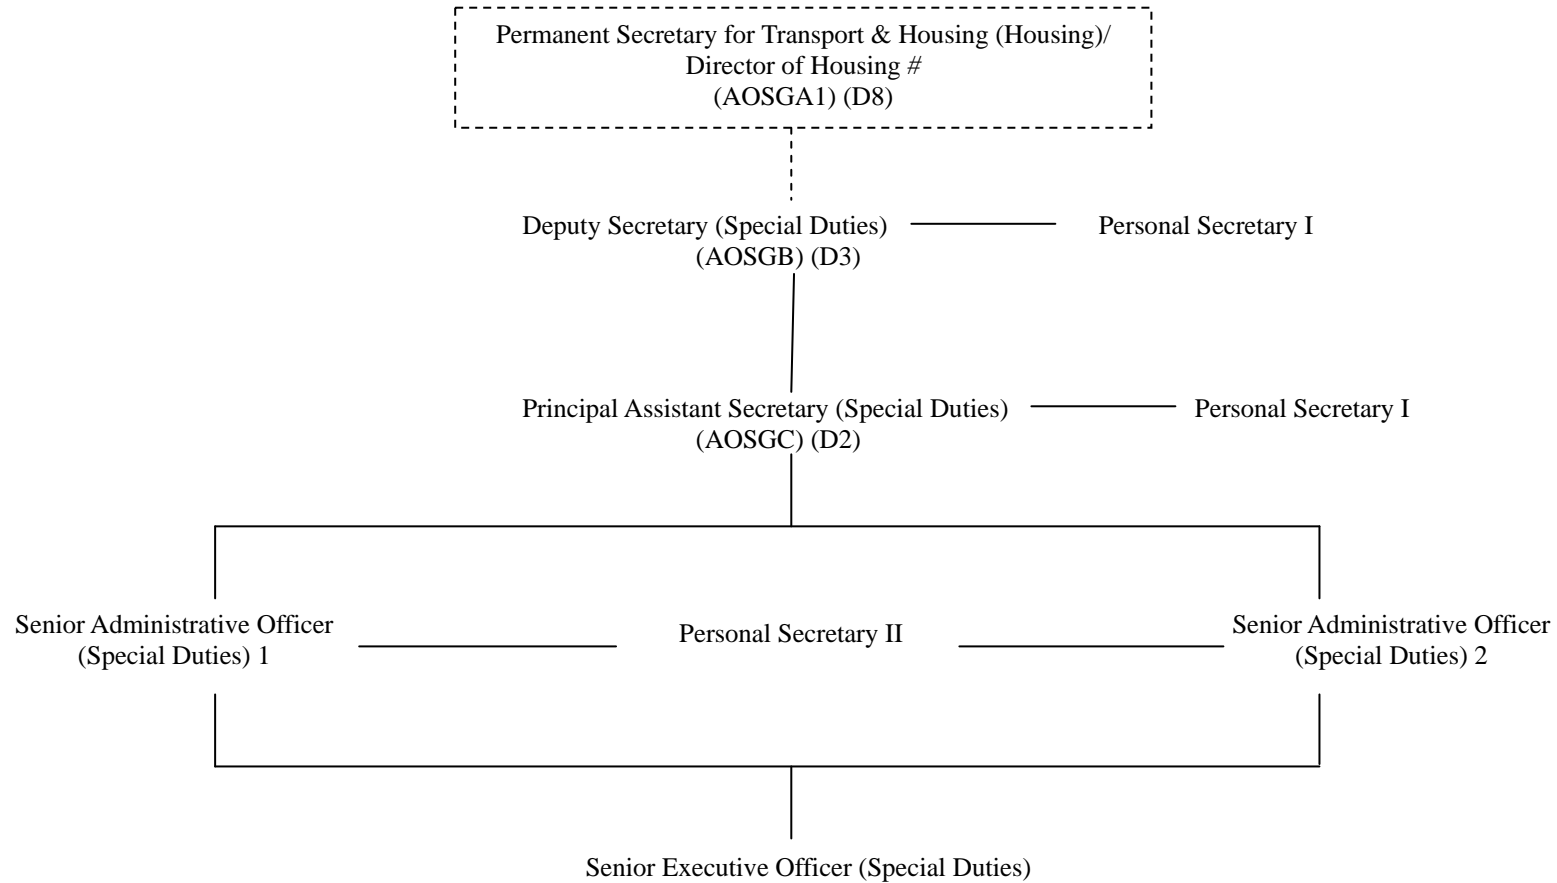 Permanent Secretary for Transport & Housing (Housing)/
Director of Housing #
(AOSGA1) (D8)
Deputy Secretary (Special Duties)
(AOSGB) (D3)
Personal Secretary I
Principal Assistant Secretary (Special Duties)
(AOSGC) (D2)
Personal Secretary I
Senior Administrative Officer
(Special Duties) 1
Personal Secretary II
Senior Administrative Officer
(Special Duties) 2
Senior Executive Officer (Special Duties)